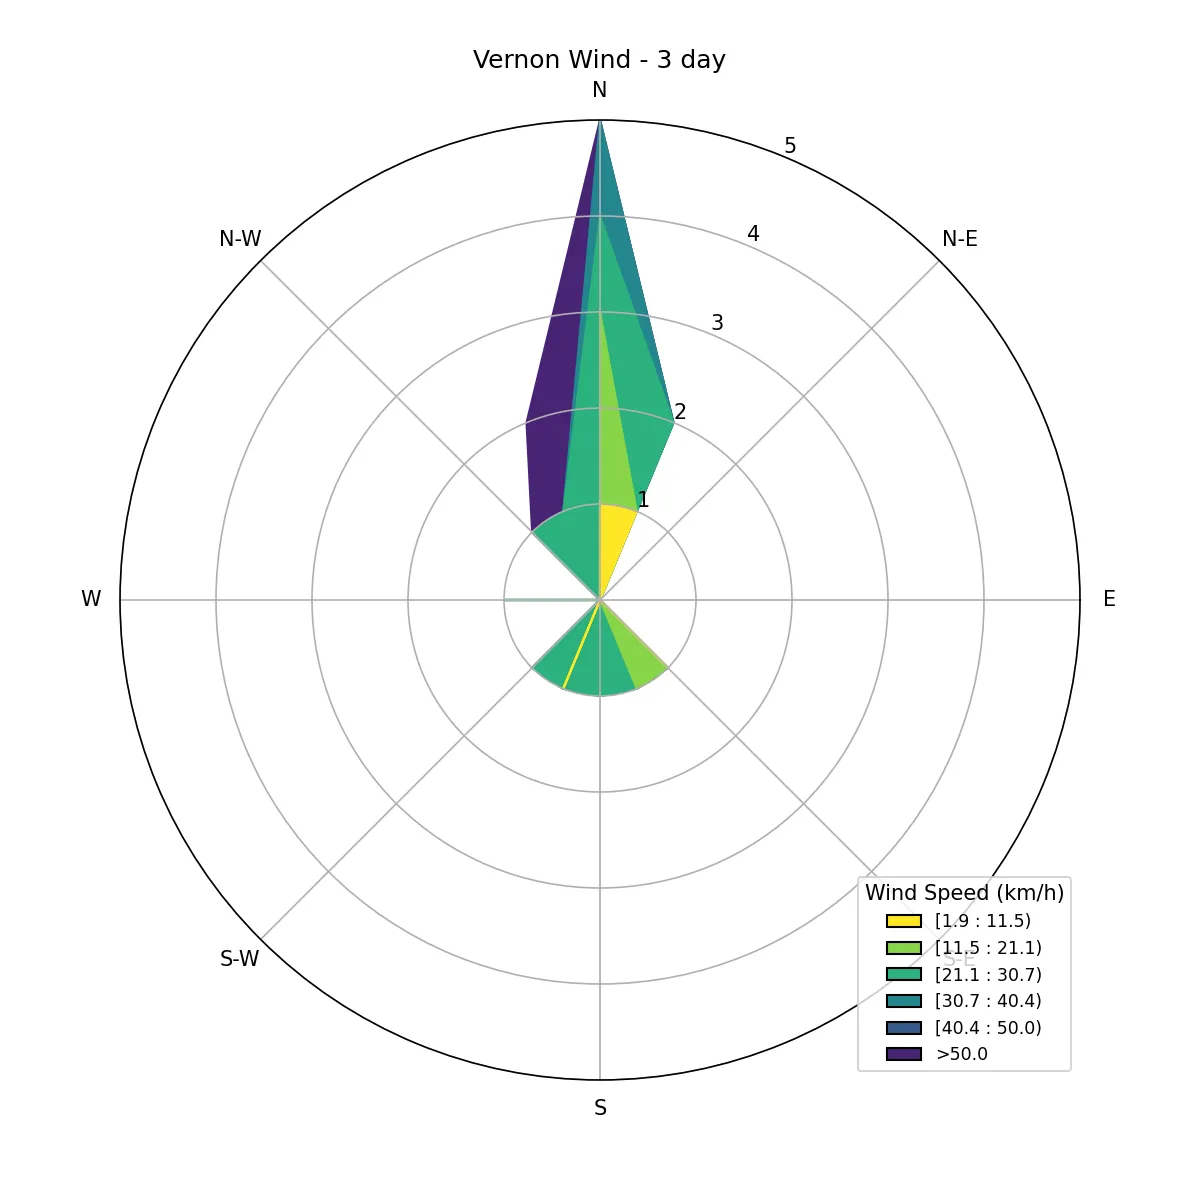 Vernon Wind - 3 day
N
5
N-W
4
N-E
3
2
1
W
E
S-W
S-E
S
Wind Speed (km/h)
[1.9 : 11.5)
[11.5 : 21.1)
[21.1 : 30.7)
[30.7 : 40.4)
[40.4 : 50.0)
>50.0